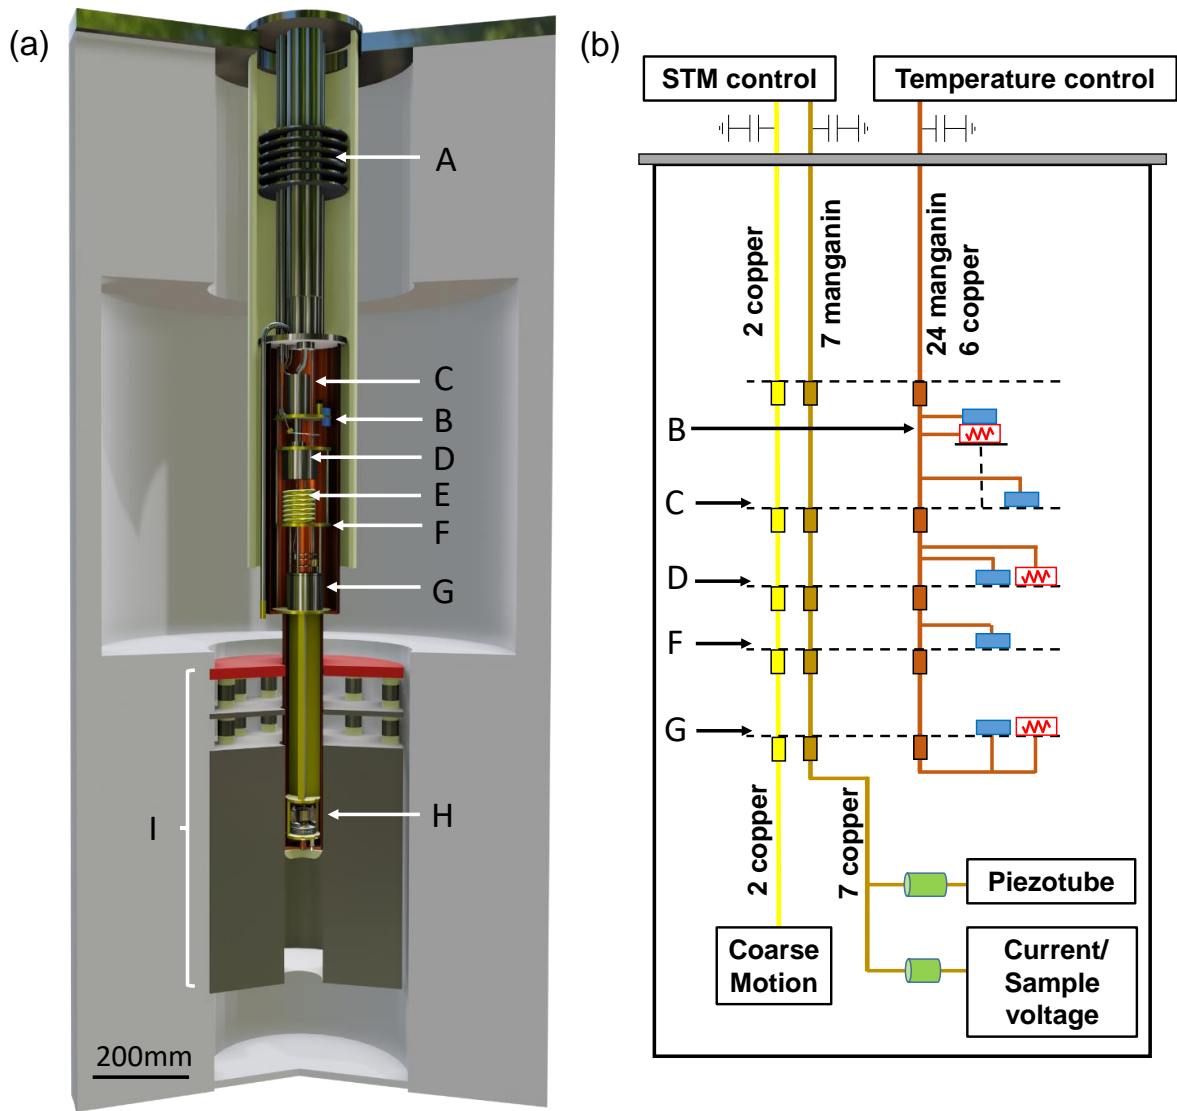 (a)
A
C
B
D
E
F
G
H
I
200mm
(b)
STM control
Temperature control
2 copper
7 manganin
24 manganin
6 copper
B
C
D
F
G
2 copper
7 copper
Piezotube
Coarse
Motion
Current/
Sample
voltage